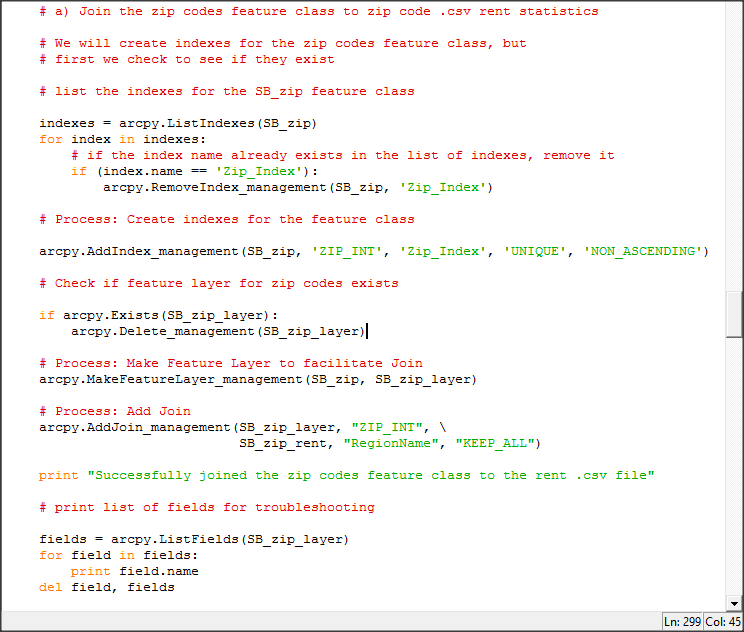 # a) Join the zip codes feature class to zip code .csv rent statistics
# We will create indexes for the zip codes feature class, but
# first we check to see if they exist
# list the indexes for the SB_zip feature class
indexes = arcpy.ListIndexes(SB_zip)
for index in indexes:
    # if the index name already exists in the list of indexes, remove it
    if (index.name == 'Zip_Index'):
        arcpy.RemoveIndex_management(SB_zip, 'Zip_Index')
# Process: Create indexes for the feature class
arcpy.AddIndex_management(SB_zip, 'ZIP_INT', 'Zip_Index', 'UNIQUE', 'NON_ASCENDING')
# Check if feature layer for zip codes exists
if arcpy.Exists(SB_zip_layer):
    arcpy.Delete_management(SB_zip_layer)
# Process: Make Feature Layer to facilitate Join
arcpy.MakeFeatureLayer_management(SB_zip, SB_zip_layer)
# Process: Add Join
arcpy.AddJoin_management(SB_zip_layer, "ZIP_INT", \
                         SB_zip_rent, "RegionName", "KEEP_ALL")
print "Successfully joined the zip codes feature class to the rent .csv file"
# print list of fields for troubleshooting
fields = arcpy.ListFields(SB_zip_layer)
for field in fields:
    print field.name
del field, fields
Ln: 299 Col: 45